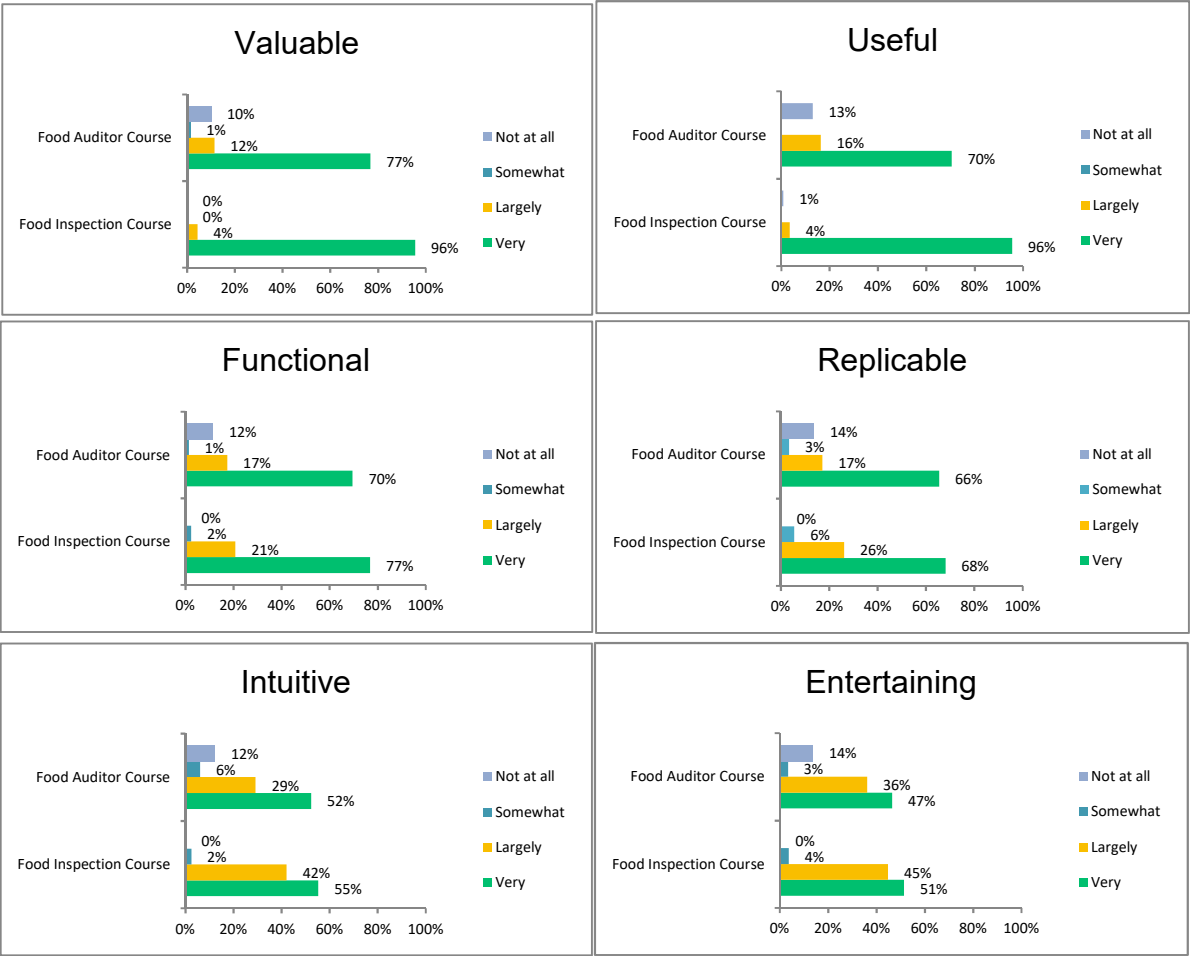 Valuable
Food Auditor Course
10%
1%
12%
77%
Food Inspection Course
0%
0%
4%
96%
0% 20% 40% 60% 80% 100%
Not at all
Somewhat
Largely
Very
Useful
Food Auditor Course
13%
16%
70%
Food Inspection Course
1%
4%
96%
0% 20% 40% 60% 80% 100%
Not at all
Somewhat
Largely
Very
Functional
Food Auditor Course
12%
1%
17%
70%
Food Inspection Course
0%
2%
21%
77%
0% 20% 40% 60% 80% 100%
Not at all
Somewhat
Largely
Very
Replicable
Food Auditor Course
14%
3%
17%
66%
Food Inspection Course
0%
6%
26%
68%
0% 20% 40% 60% 80% 100%
Not at all
Somewhat
Largely
Very
Intuitive
Food Auditor Course
12%
6%
29%
52%
Food Inspection Course
0%
2%
42%
55%
0% 20% 40% 60% 80% 100%
Not at all
Somewhat
Largely
Very
Entertaining
Food Auditor Course
14%
3%
36%
47%
Food Inspection Course
0%
4%
45%
51%
0% 20% 40% 60% 80% 100%
Not at all
Somewhat
Largely
Very